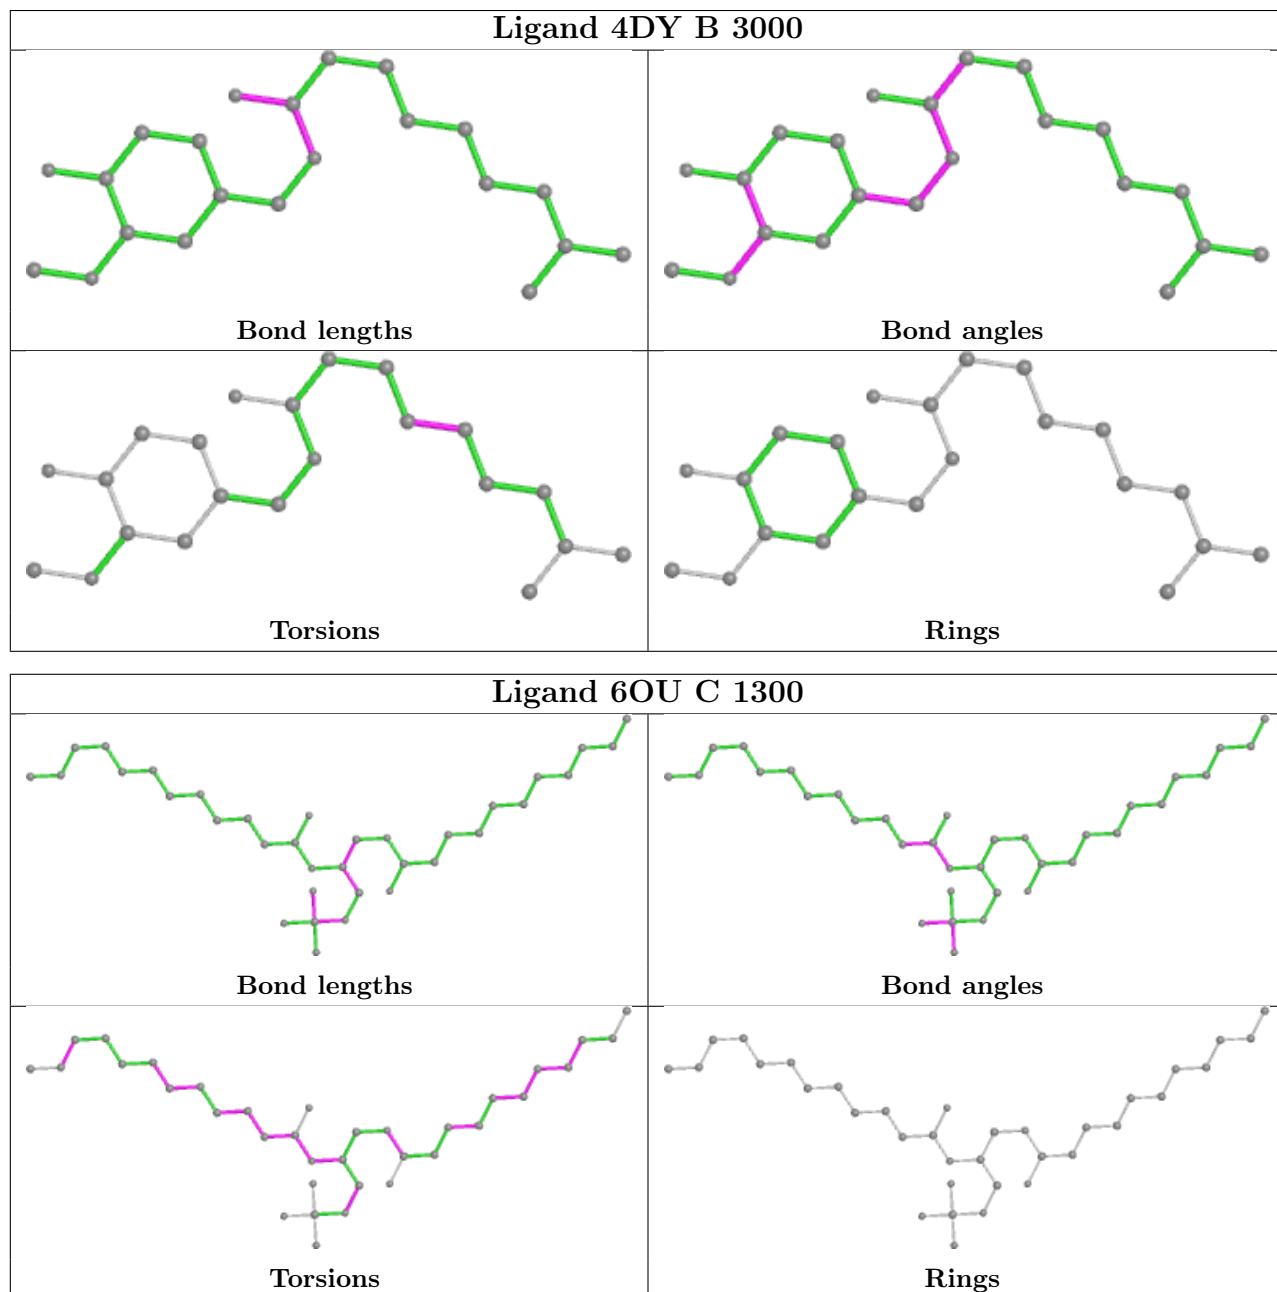 Ligand 4DY B 3000
Bond lengths
Bond angles
Torsions
Rings
Ligand 6OU C 1300
Bond lengths
Bond angles
Torsions
Rings